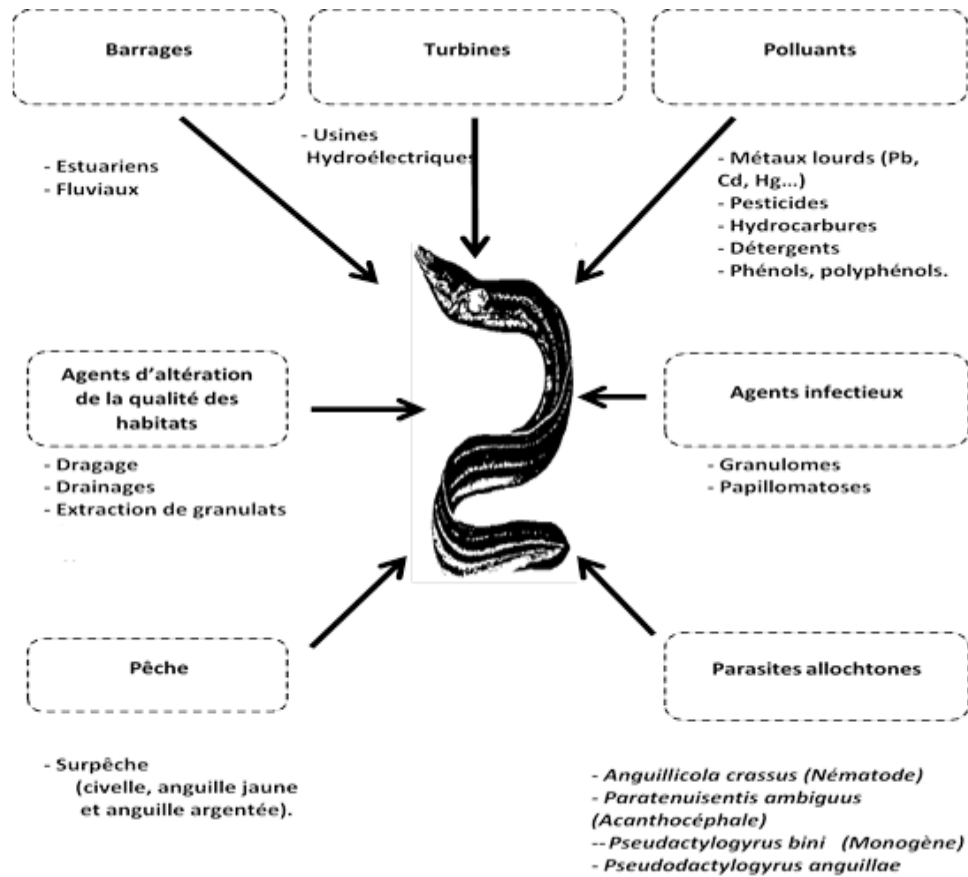 Barrages
Turbines
Polluants
- Estuariens
- Fluviaux
- Usines
Hydroélectriques
- Métaux lourds (Pb,
Cd, Hg...)
- Pesticides
- Hydrocarbures
- Détergents
- Phénols, polyphénols.
Agents d'altération
de la qualité des
habitats
- Dragage
- Drainages
- Extraction de granulats
Agents infectieux
- Granulomes
- Papillomatoses
Pêche
- Surpêche
(civelle, anguille jaune
et anguille argentée).
Parasites allochtones
- Anguillicola crassus (Nématode)
- Paratenuisentis ambiguus
(Acanthocéphale)
-- Pseudactylogyrus bini (Monogène)
- Pseudodactylogyrus anguillae